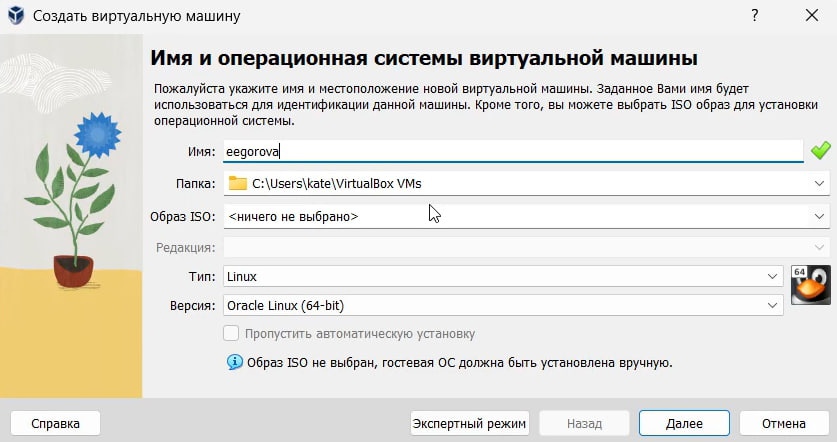 Создать виртуальную машину
?
Имя и операционная системы виртуальной машины
Пожалуйста укажите имя и местоположение новой виртуальной машины. Заданное Вами имя будет
использоваться для идентификации данной машины. Кроме того, вы можете выбрать ISO образ для установки
операционной системы.
Имя: eegorova
Папка: C:\Users\kate\VirtualBox VMs
Образ ISO: <ничего не выбрано>
Редакция:
Тип: Linux
64
Версия: Oracle Linux (64-bit)
Пропустить автоматическую установку
Образ ISO не выбран, гостевая ОС должна быть установлена вручную.
Справка Экспертный режим Назад Далее Отмена